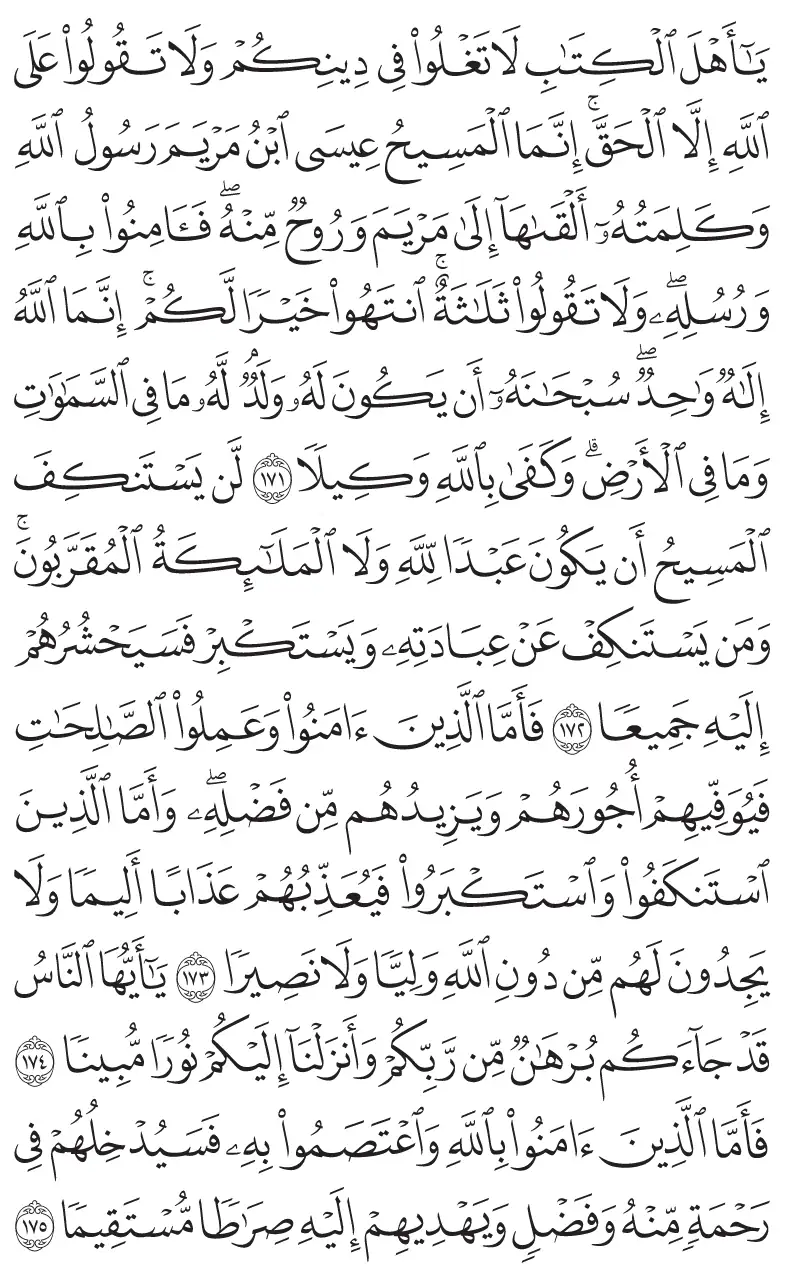 يَـٰٓأَهۡلَ ٱلۡكِتَـٰبِ لَا تَغۡلُواْ فِي دِينِكُمۡ وَلَا تَقُولُواْ عَلَى
ٱللَّهِ إِلَّا ٱلۡحَقَّۚ إِنَّمَا ٱلۡمَسِيحُ عِيسَى ٱبۡنُ مَرۡيَمَ رَسُولُ ٱللَّهِ
وَكَلِمَتُهُۥٓ أَلۡقَىٰهَآ إِلَىٰ مَرۡيَمَ وَرُوحٞ مِّنۡهُۖ فَـَٔامِنُواْ بِٱللَّهِ
وَرُسُلِهِۦۖ وَلَا تَقُولُواْ ثَلَـٰثَةٌۚ ٱنتَهُواْ خَيۡرٗا لَّكُمۡۚ إِنَّمَا ٱللَّهُ
إِلَـٰهٞ وَٰحِدٞۖ سُبۡحَـٰنَهُۥٓ أَن يَكُونَ لَهُۥ وَلَدٞۘ لَّهُۥ مَا فِي ٱلسَّمَـٰوَٰتِ
وَمَا فِي ٱلۡأَرۡضِۗ وَكَفَىٰ بِٱللَّهِ وَكِيلٗا ١٧١ لَّن يَسۡتَنكِفَ
ٱلۡمَسِيحُ أَن يَكُونَ عَبۡدٗا لِّلَّهِ وَلَا ٱلۡمَلَـٰٓئِكَةُ ٱلۡمُقَرَّبُونَۚ
وَمَن يَسۡتَنكِفۡ عَنۡ عِبَادَتِهِۦ وَيَسۡتَكۡبِرۡ فَسَيَحۡشُرُهُمۡ
إِلَيۡهِ جَمِيعٗا ١٧٢ فَأَمَّا ٱلَّذِينَ ءَامَنُواْ وَعَمِلُواْ ٱلصَّـٰلِحَـٰتِ
فَيُوَفِّيهِمۡ أُجُورَهُمۡ وَيَزِيدُهُم مِّن فَضۡلِهِۦۖ وَأَمَّا ٱلَّذِينَ
ٱسۡتَنكَفُواْ وَٱسۡتَكۡبَرُواْ فَيُعَذِّبُهُمۡ عَذَابًا أَلِيمٗا وَلَا
يَجِدُونَ لَهُم مِّن دُونِ ٱللَّهِ وَلِيّٗا وَلَا نَصِيرٗا ١٧٣ يَـٰٓأَيُّهَا ٱلنَّاسُ
قَدۡ جَآءَكُم بُرۡهَـٰنٞ مِّن رَّبِّكُمۡ وَأَنزَلۡنَآ إِلَيۡكُمۡ نُورٗا مُّبِينٗا ١٧٤
فَأَمَّا ٱلَّذِينَ ءَامَنُواْ بِٱللَّهِ وَٱعۡتَصَمُواْ بِهِۦ فَسَيُدۡخِلُهُمۡ فِي
رَحۡمَةٖ مِّنۡهُ وَفَضۡلٖ وَيَهۡدِيهِمۡ إِلَيۡهِ صِرَٰطٗا مُّسۡتَقِيمٗا ١٧٥